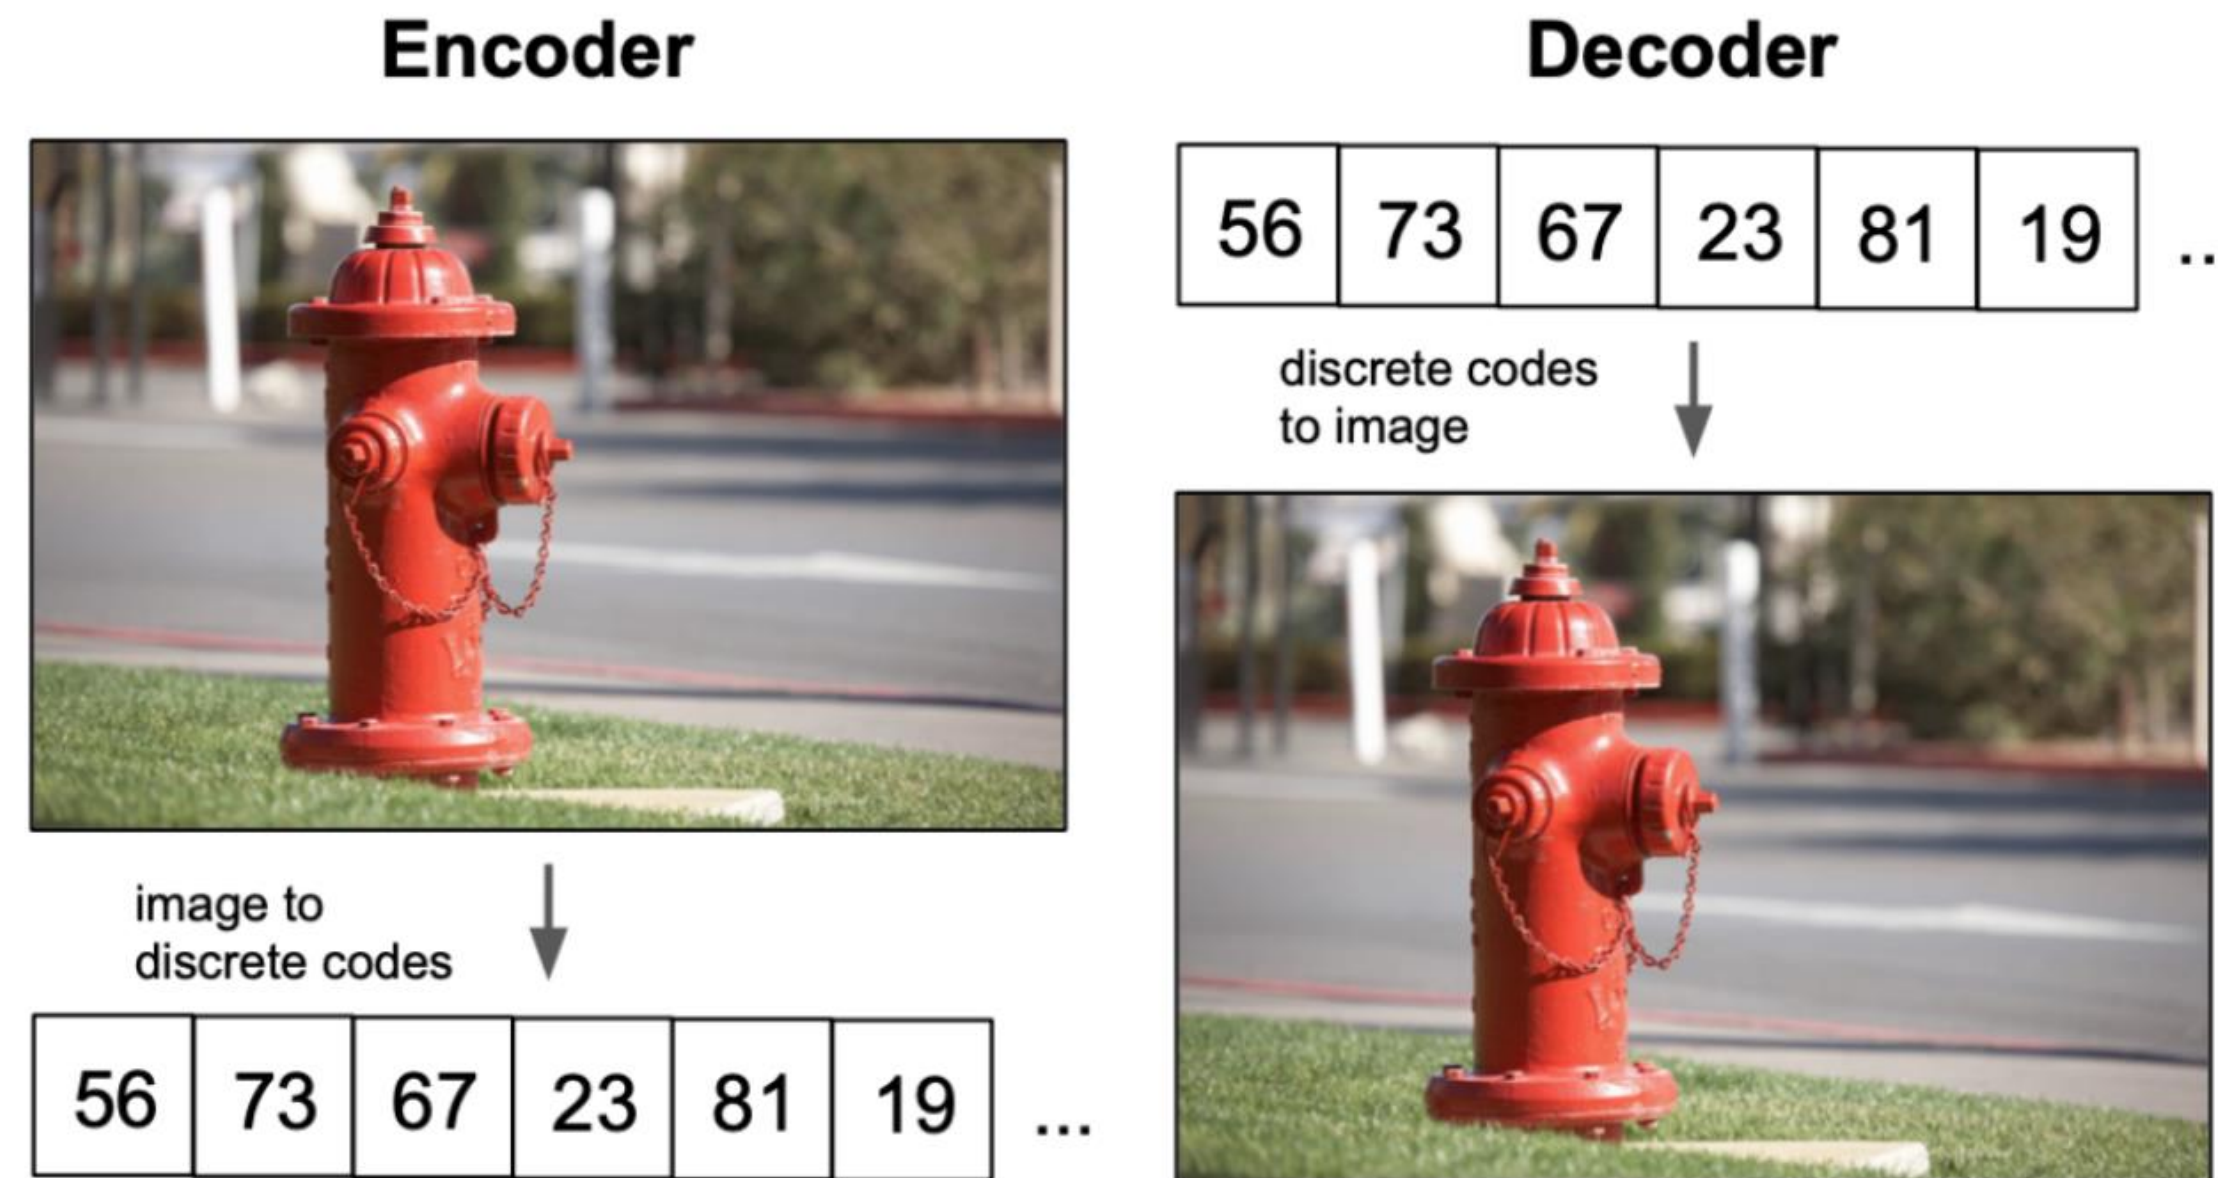 Encoder
image to
discrete codes
56 73 67 23 81 19 ...
Decoder
56 73 67 23 81 19 ..
discrete codes
to image